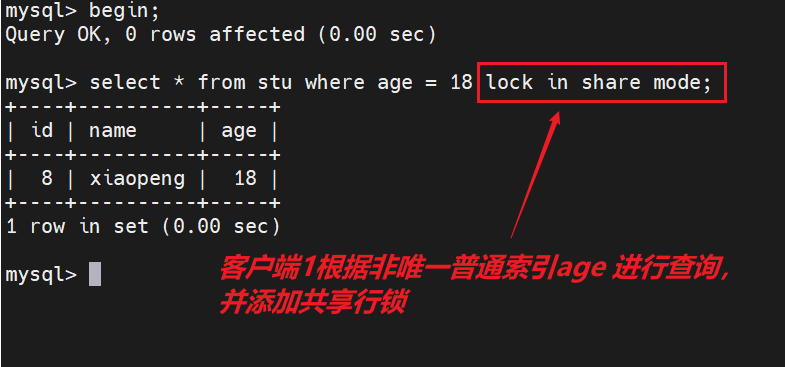 mysql> begin;
Query OK, 0 rows affected (0.00 sec)
mysql> select * from stu where age = 18 lock in share mode;
+----+----------+-----+
| id | name     | age |
+----+----------+-----+
|  8 | xiaopeng |  18 |
+----+----------+-----+
1 row in set (0.00 sec)
mysql>
客户端1根据非唯一普通索引age 进行查询，
并添加共享行锁